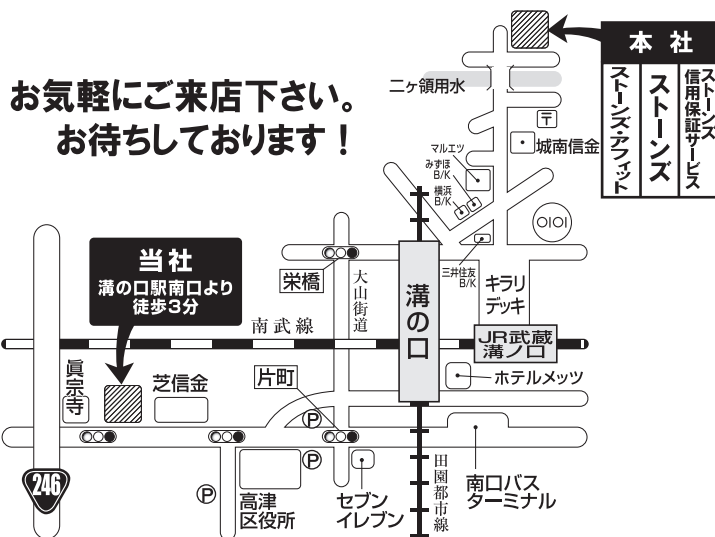 お気軽にご来店下さい。
お待ちしております！
本社
ストーンズ・アフィット
ストーンズ
ストーンズ
信用保証サービス
二ヶ領用水
〒
城南信金
マルエツ
みずほ
B/K
横浜
B/K
OIOI
三井住友
B/K
キラリ
デッキ
当社
溝の口駅南口より
徒歩3分
栄橋
大山街道
溝の口
南武線
JR武蔵
溝ノ口
ホテルメッツ
眞宗寺
芝信金
片町
P
P
P
246
高津
区役所
セブン
イレブン
田園都市線
南口バス
ターミナル